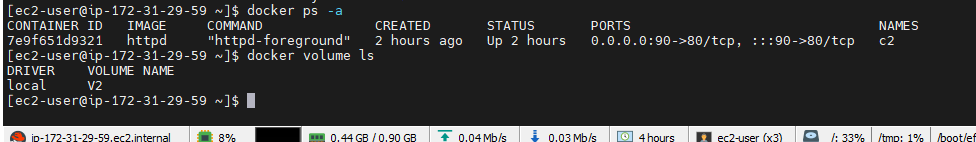 [ec2-user@ip-172-31-29-59 ~]$ docker ps -a
CONTAINER ID   IMAGE   COMMAND   CREATED   STATUS   PORTS   NAMES
7e9f651d9321   httpd   "httpd-foreground"   2 hours ago   Up 2 hours   0.0.0.0:90->80/tcp, :::90->80/tcp   c2
[ec2-user@ip-172-31-29-59 ~]$ docker volume ls
DRIVER   VOLUME NAME
local   V2
[ec2-user@ip-172-31-29-59 ~]$
ip-172-31-29-59.ec2.internal   8%   0.44 GB / 0.90 GB   0.04 Mb/s   0.03 Mb/s   4 hours   ec2-user (x3)   /: 33%   /tmp: 1%   /boot/ef